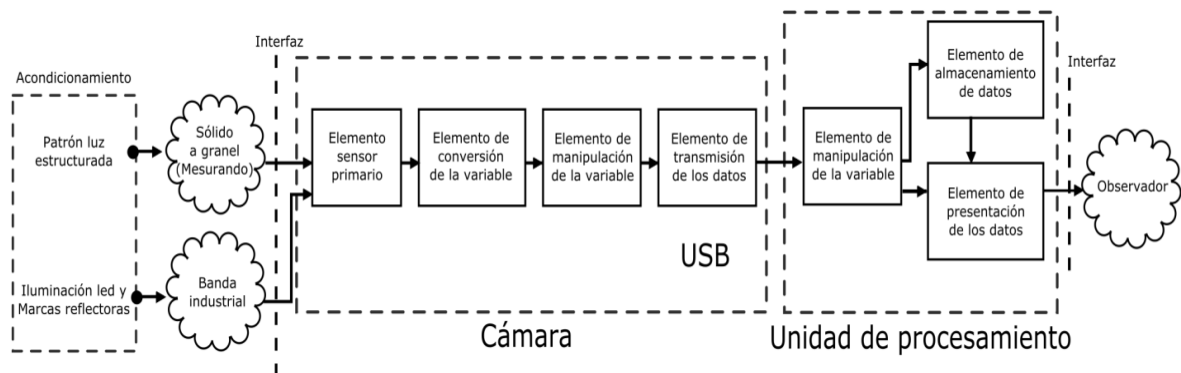 Acondicionamiento
Patrón luz
estructurada
Iluminación led y
Marcas reflectoras
Sólido
a granel
(Mesurando)
Banda
industrial
Interfaz
Elemento
sensor
primario
Elemento de
conversión
de la variable
Elemento de
manipulación
de la variable
Elemento de
transmisión
de los datos
USB
Cámara
Elemento de
manipulación
de la variable
Elemento de
almacenamiento
de datos
Elemento de
presentación
de los datos
Unidad de procesamiento
Interfaz
Observador